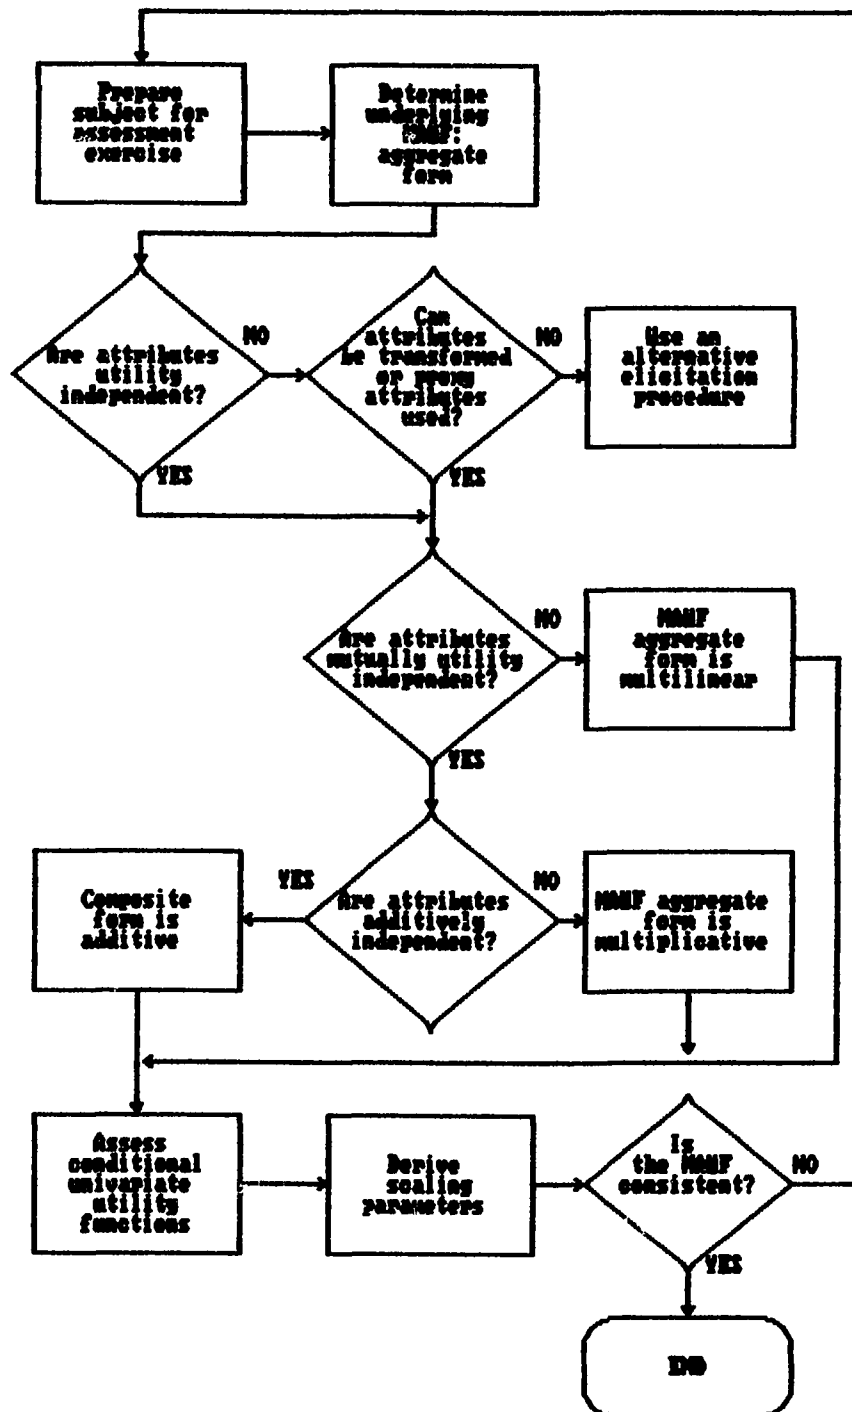 Prepare
subject for
assessment
exercise
Determine
underlying
MAUF:
aggregate
form
Are attributes
utility
independent?
NO
YES
Can
attributes
be transformed
or proxy
attributes
used?
NO
YES
Use an
alternative
elicitation
procedure
Are attributes
mutually utility
independent?
NO
YES
MAUF
aggregate
form is
multilinear
Are attributes
additively
independent?
YES
NO
Composite
form is
additive
MAUF aggregate
form is
multiplicative
Assess
conditional
univariate
utility
functions
Derive
scaling
parameters
Is
the MAUF
consistent?
NO
YES
END